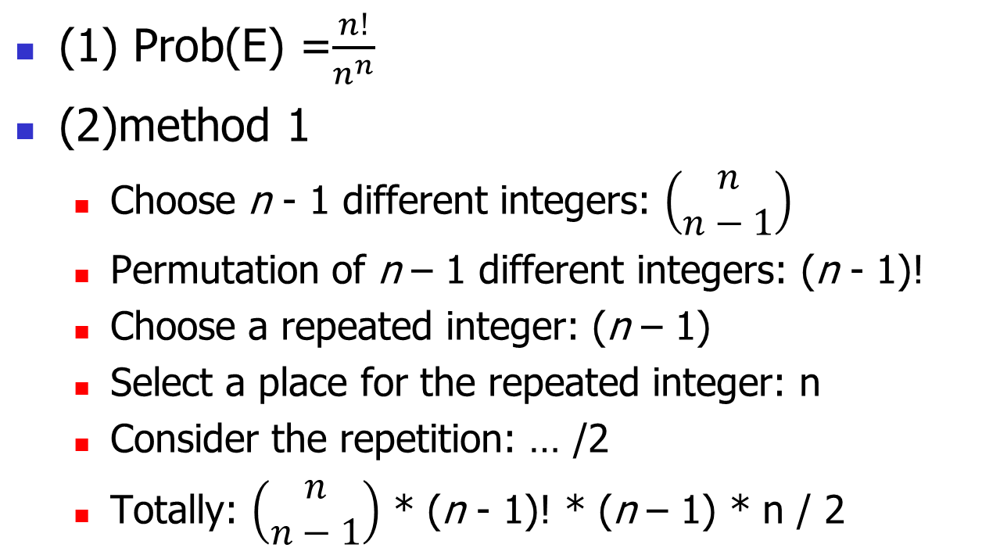 (1) Prob(E) = $\frac{n!}{n^n}$
(2)method 1
Choose n - 1 different integers: $\binom{n}{n-1}$
Permutation of n – 1 different integers: (n - 1)!
Choose a repeated integer: (n – 1)
Select a place for the repeated integer: n
Consider the repetition: … /2
Totally: $\binom{n}{n-1}$ * (n - 1)! * (n – 1) * n / 2